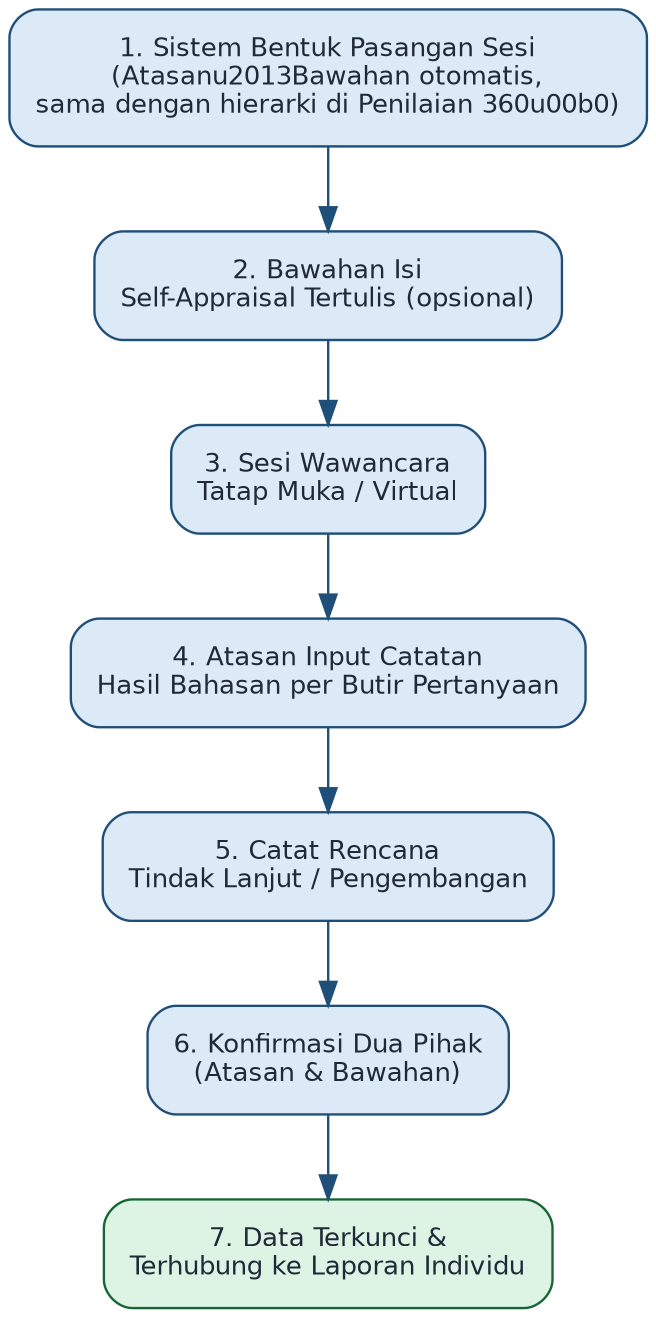 1. Sistem Bentuk Pasangan Sesi
(Atasanu2013Bawahan otomatis,
sama dengan hierarki di Penilaian 360u00b0)
2. Bawahan Isi
Self-Appraisal Tertulis (opsional)
3. Sesi Wawancara
Tatap Muka / Virtual
4. Atasan Input Catatan
Hasil Bahasan per Butir Pertanyaan
5. Catat Rencana
Tindak Lanjut / Pengembangan
6. Konfirmasi Dua Pihak
(Atasan & Bawahan)
7. Data Terkunci &
Terhubung ke Laporan Individu